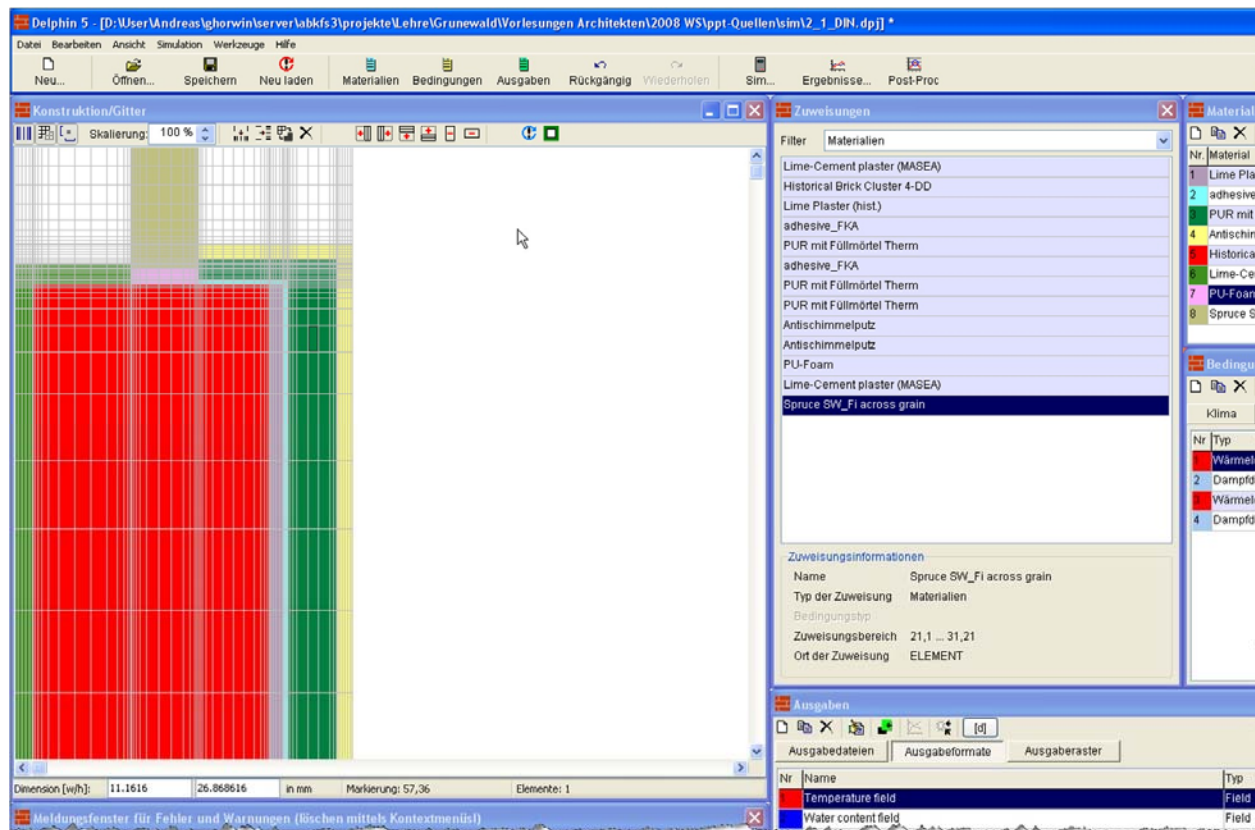 Delphin 5 - [D:\User\Andreas\ghorwin\server\abkfs3\projekte\Lehre\Grunewald\Vorlesungen Architekten\2008 WS\ppt-Quellen\sim\2_1_DIN.dpj] *
Datei Bearbeiten Ansicht Simulation Werkzeuge Hilfe
Neu... Öffnen... Speichern Neu laden Materialien Bedingungen Ausgaben Rückgängig Wiederholen Sim... Ergebnisse... Post-Proc
Konstruktion/Gitter
Skalierung: 100 %
Zuweisungen
Filter Materialien
Lime-Cement plaster (MASEA)
Historical Brick Cluster 4-DD
Lime Plaster (hist.)
adhesive_FKA
PUR mit Füllmörtel Therm
adhesive_FKA
PUR mit Füllmörtel Therm
PUR mit Füllmörtel Therm
Antischimmelputz
Antischimmelputz
PU-Foam
Lime-Cement plaster (MASEA)
Spruce SW_Fi across grain
Zuweisungsinformationen
Name Spruce SW_Fi across grain
Typ der Zuweisung Materialien
Bedingungstyp
Zuweisungsbereich 21,1 ... 31,21
Ort der Zuweisung ELEMENT
Material
Nr. Material
1 Lime Pla
2 adhesive
3 PUR mit
4 Antischin
5 Historica
6 Lime-Ce
7 PU-Foam
8 Spruce S
Bedingu
Klima
Nr Typ
1 Wärmel
2 Dampfd
3 Wärmel
4 Dampfd
Ausgaben
[d]
Ausgabedateien Ausgabeformate Ausgaberaster
Nr Name Typ
1 Temperature field Field
2 Water content field Field
Dimension [w/h]: 11.1616 26.868616 in mm Markierung: 57,36 Elemente: 1
Meldungsfenster für Fehler und Warnungen (löschen mittels Kontextmenüs!)